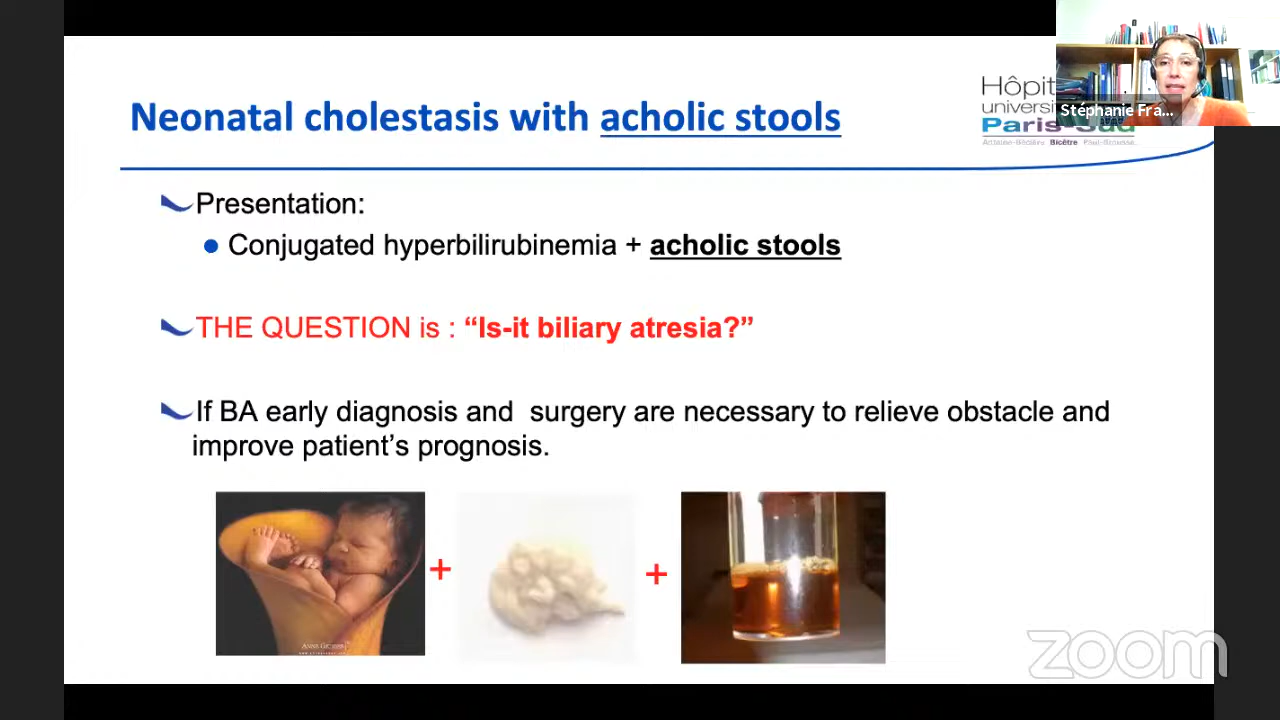 Neonatal cholestasis with acholic stools
Hôpit
universi
Paris-Sud
Bicêtre
Stéphanie Fra...
Presentation:
Conjugated hyperbilirubinemia + acholic stools
THE QUESTION is : “Is-it biliary atresia?”
If BA early diagnosis and surgery are necessary to relieve obstacle and
improve patient’s prognosis.
+
+
zoom